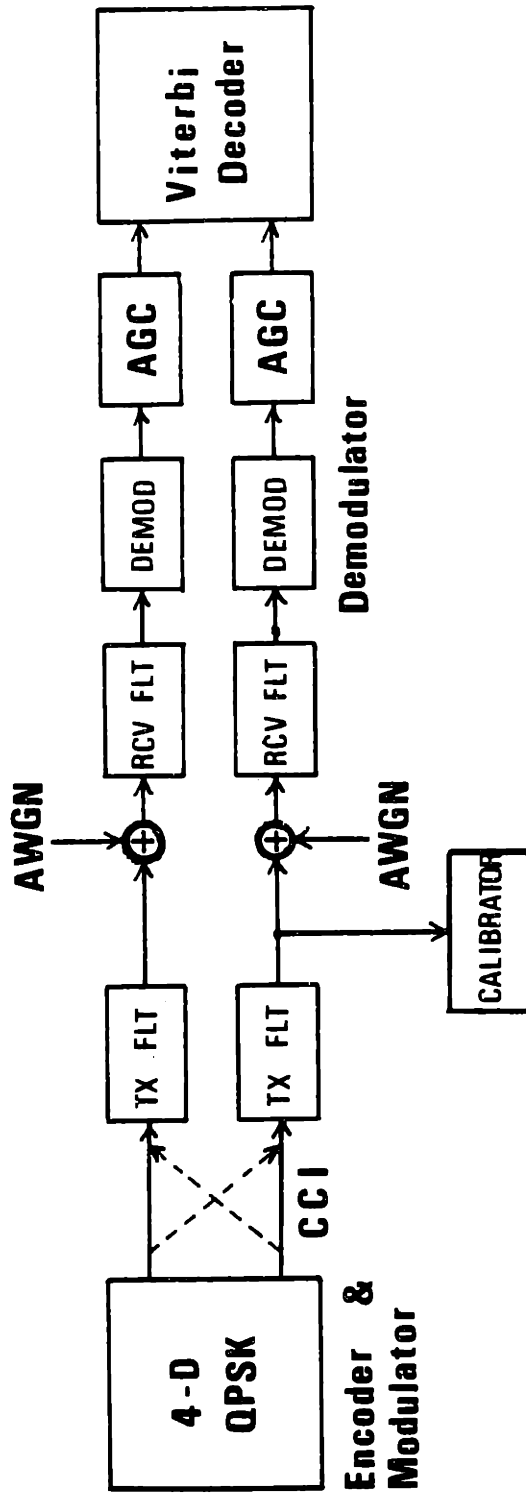 4-D
QPSK
Encoder &
Modulator
CCI
TX FLT
TX FLT
AWGN
AWGN
CALIBRATOR
RCV FLT
RCV FLT
DEMOD
DEMOD
Demodulator
AGC
AGC
Viterbi
Decoder